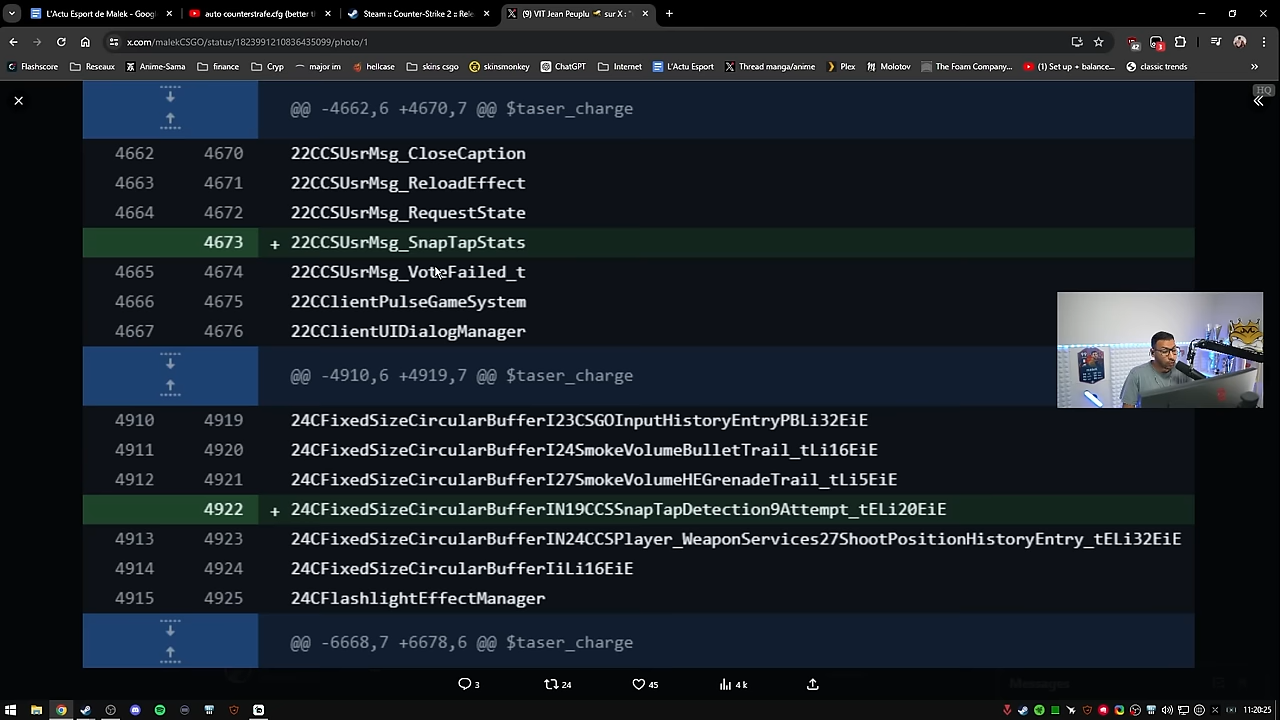 L'Actu Esport de Malek - Googl
auto counterstrafe.cfg (better t
Steam :: Counter-Strike 2 :: Rele
(9) VIT Jean Peuplu sur X : "
x.com/malekCSGO/status/1823991210836435099/photo/1
Flashscore
Reseaux
Anime-Sama
finance
Cryp
major im
hellcase
skins csgo
skinsmonkey
ChatGPT
Internet
L'Actu Esport
Thread manga/anime
Plex
Molotov
The Foam Company...
(1) Set up + balance...
classic trends
HQ
@@ -4662,6 +4670,7 @@ $taser_charge
4662 4670 22CCSUsrMsg_CloseCaption
4663 4671 22CCSUsrMsg_ReloadEffect
4664 4672 22CCSUsrMsg_RequestState
4673 + 22CCSUsrMsg_SnapTapStats
4665 4674 22CCSUsrMsg_VoteFailed_t
4666 4675 22CClientPulseGameSystem
4667 4676 22CClientUIDialogManager
@@ -4910,6 +4919,7 @@ $taser_charge
4910 4919 24CFixedSizeCircularBufferI23CSGOInputHistoryEntryPBLi32EiE
4911 4920 24CFixedSizeCircularBufferI24SmokeVolumeBulletTrail_tLi16EiE
4912 4921 24CFixedSizeCircularBufferI27SmokeVolumeHEGrenadeTrail_tLi5EiE
4922 + 24CFixedSizeCircularBufferIN19CCSSnapTapDetection9Attempt_tELi20EiE
4913 4923 24CFixedSizeCircularBufferIN24CCSPlayer_WeaponServices27ShootPositionHistoryEntry_tELi32EiE
4914 4924 24CFixedSizeCircularBufferIiLi16EiE
4915 4925 24CFlashlightEffectManager
@@ -6668,7 +6678,6 @@ $taser_charge
3
24
45
4 k
Messages
11:20:25